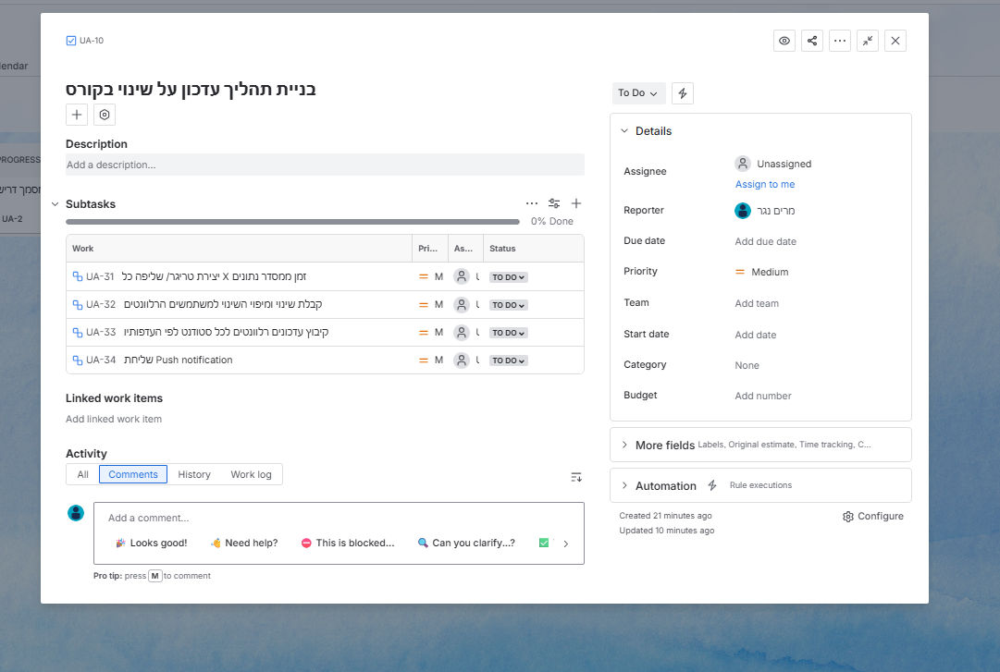 lendar
PROGRESS
מסמך דריש
UA-2
UA-10
בניית תהליך עדכון על שינוי בקורס
Description
Add a description...
Subtasks
0% Done
Work Pri... As... Status
UA-31 יצירת טריגר/ שליפה כל X זמן ממסדר נתונים M U TO DO
UA-32 קבלת שינוי ומיפוי השינוי למשתמשים הרלוונטים M U TO DO
UA-33 קיבוץ עדכונים רלוונטים לכל סטודנט לפי העדפותיו M U TO DO
UA-34 שליחת Push notification M U TO DO
Linked work items
Add linked work item
Activity
All Comments History Work log
Add a comment...
Looks good! Need help? This is blocked... Can you clarify...?
Pro tip: press M to comment
To Do
Details
Assignee Unassigned
Assign to me
Reporter מרים נגר
Due date Add due date
Priority Medium
Team Add team
Start date Add date
Category None
Budget Add number
More fields Labels, Original estimate, Time tracking, C...
Automation Rule executions
Created 21 minutes ago Configure
Updated 10 minutes ago